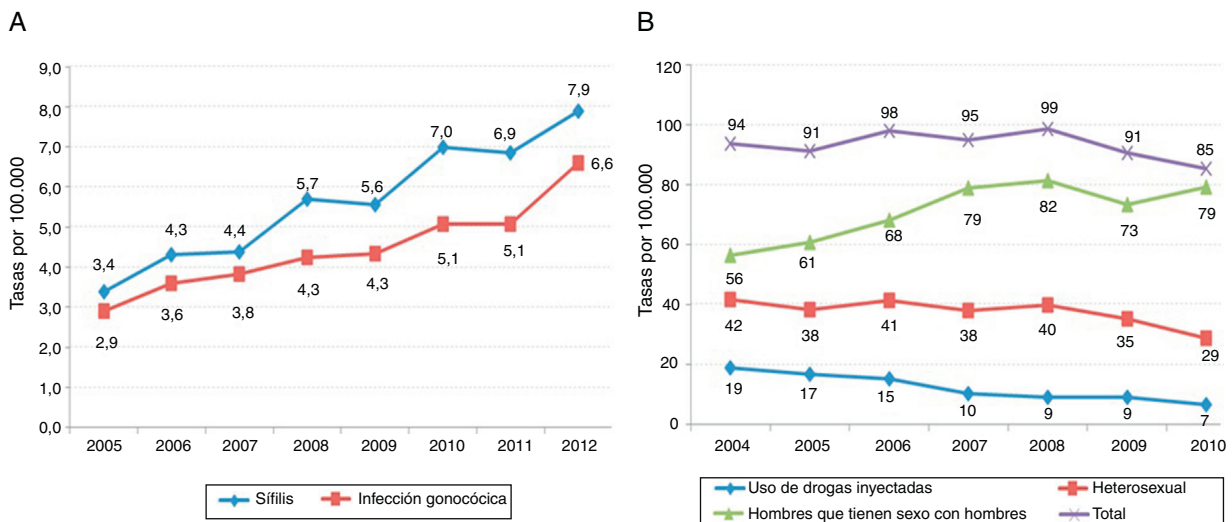 A
Tasas por 100.000
9,0
8,0
7,0
6,0
5,0
4,0
3,0
2,0
1,0
0,0
3,4
4,3
4,4
5,7
5,6
7,0
6,9
7,9
2,9
3,6
3,8
4,3
4,3
5,1
5,1
6,6
2005 2006 2007 2008 2009 2010 2011 2012
Sífilis Infección gonocócica
B
Tasas por 100.000
120
100
80
60
40
20
0
94 91 98 95 99 91 85
56 61 68 79 82 73 79
42 38 41 38 40 35 29
19 17 15 10 9 9 7
2004 2005 2006 2007 2008 2009 2010
Uso de drogas inyectadas Heterosexual
Hombres que tienen sexo con hombres Total